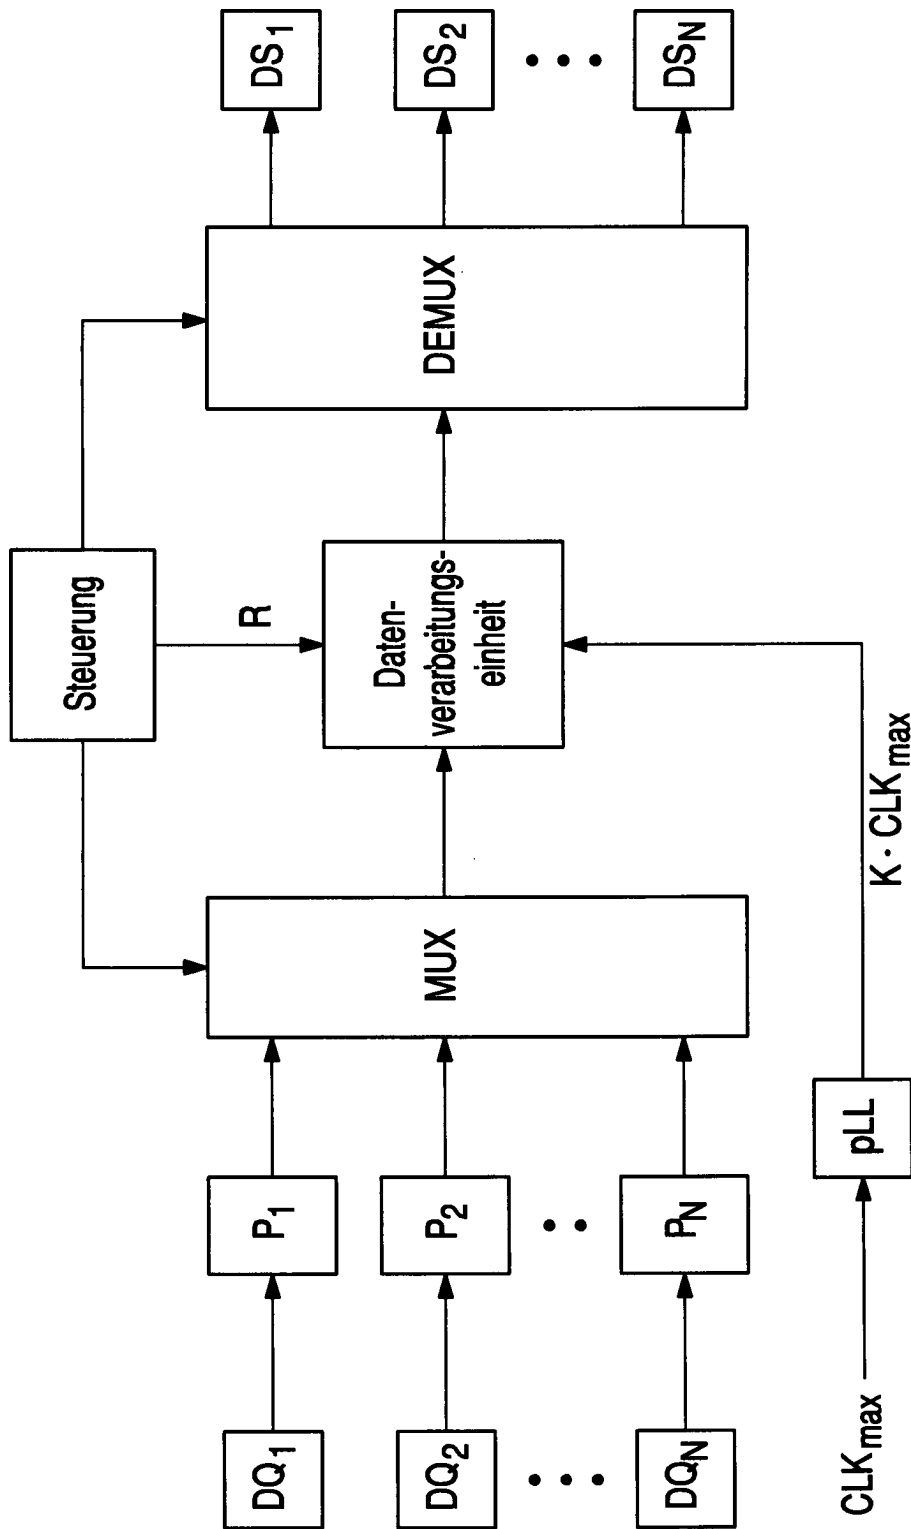 Steuerung
R
DQ1
P1
DS1
DQ2
P2
MUX
Daten-
verarbeitungs-
einheit
DEMUX
DS2
DQN
PN
DSN
CLKmax
pLL
K · CLKmax